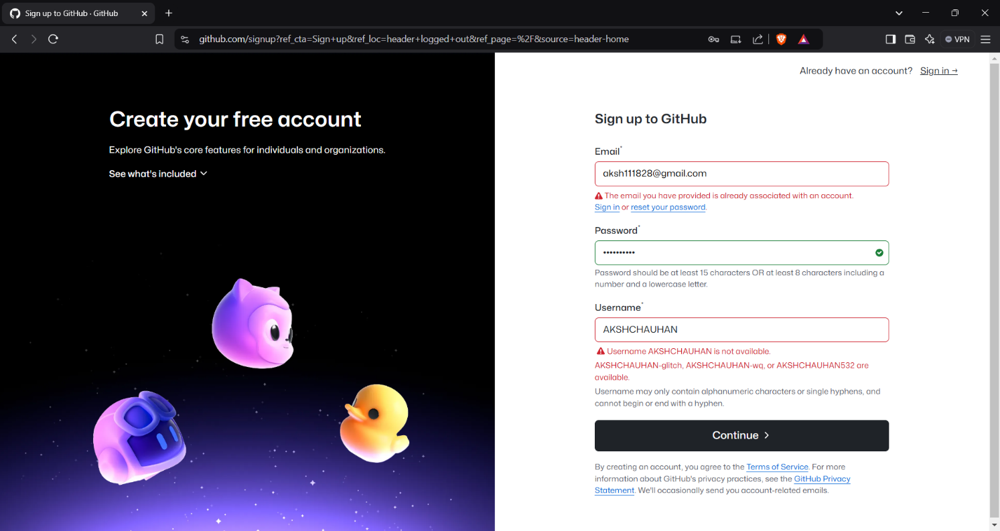 Sign up to GitHub · GitHub
github.com/signup?ref_cta=Sign+up&ref_loc=header+logged+out&ref_page=%2F&source=header-home
VPN
Already have an account? Sign in →
Create your free account
Explore GitHub's core features for individuals and organizations.
See what's included
Sign up to GitHub
Email*
aksh111828@gmail.com
The email you have provided is already associated with an account.
Sign in or reset your password.
Password*
••••••••••
Password should be at least 15 characters OR at least 8 characters including a
number and a lowercase letter.
Username*
AKSHCHAUHAN
Username AKSHCHAUHAN is not available.
AKSHCHAUHAN-glitch, AKSHCHAUHAN-wq, or AKSHCHAUHAN532 are
available.
Username may only contain alphanumeric characters or single hyphens, and
cannot begin or end with a hyphen.
Continue >
By creating an account, you agree to the Terms of Service. For more
information about GitHub's privacy practices, see the GitHub Privacy
Statement. We'll occasionally send you account-related emails.